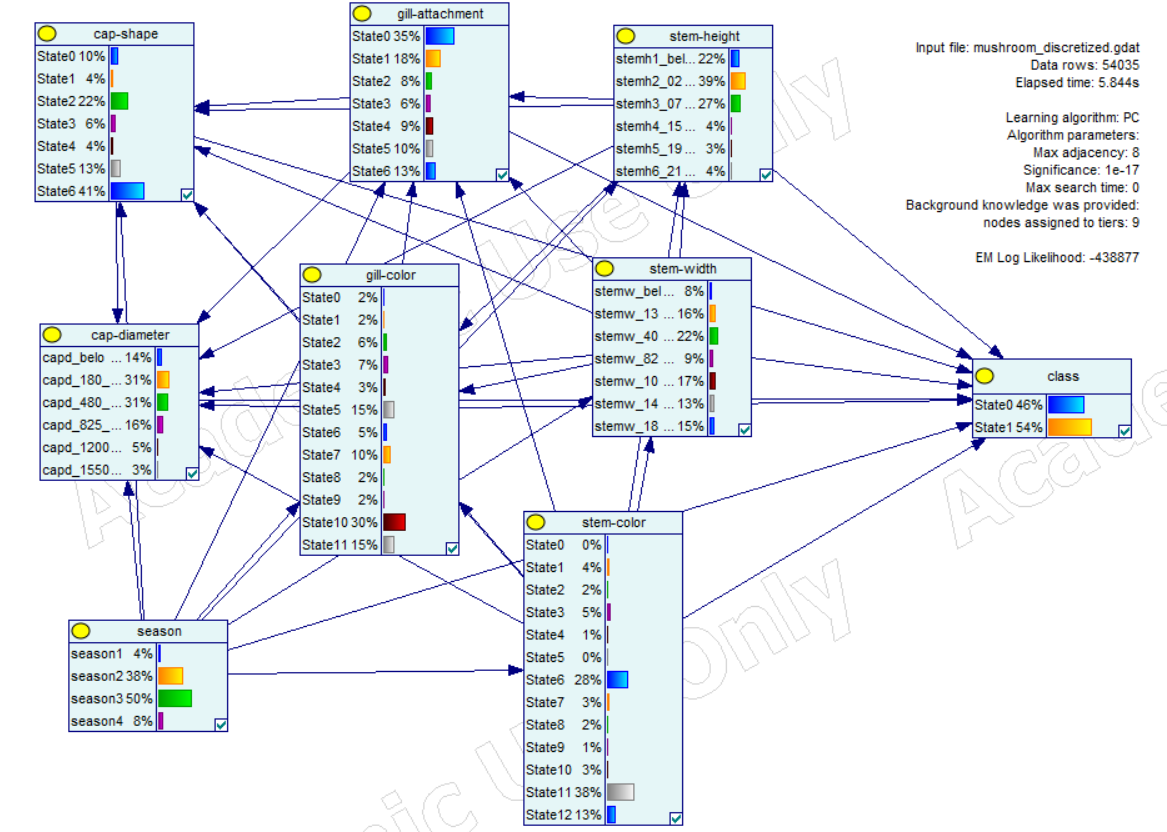 cap-shape
State0 10%
State1 4%
State2 22%
State3 6%
State4 4%
State5 13%
State6 41%
gill-attachment
State0 35%
State1 18%
State2 8%
State3 6%
State4 9%
State5 10%
State6 13%
stem-height
stemh1_bel... 22%
stemh2_02... 39%
stemh3_07... 27%
stemh4_15... 4%
stemh5_19... 3%
stemh6_21... 4%
Input file: mushroom_discretized.gdat
Data rows: 54035
Elapsed time: 5.844s
Learning algorithm: PC
Algorithm parameters:
Max adjacency: 8
Significance: 1e-17
Max search time: 0
Background knowledge was provided:
nodes assigned to tiers: 9
EM Log Likelihood: -438877
gill-color
State0 2%
State1 2%
State2 6%
State3 7%
State4 3%
State5 15%
State6 5%
State7 10%
State8 2%
State9 2%
State10 30%
State11 15%
stem-width
stemw_bel... 8%
stemw_13 ... 16%
stemw_40 ... 22%
stemw_82 ... 9%
stemw_10 ... 17%
stemw_14 ... 13%
stemw_18 ... 15%
cap-diameter
capd_belo ... 14%
capd_180_... 31%
capd_480_... 31%
capd_825_... 16%
capd_1200... 5%
capd_1550... 3%
class
State0 46%
State1 54%
stem-color
State0 0%
State1 4%
State2 2%
State3 5%
State4 1%
State5 0%
State6 28%
State7 3%
State8 2%
State9 1%
State10 3%
State11 38%
State12 13%
season
season1 4%
season2 38%
season3 50%
season4 8%